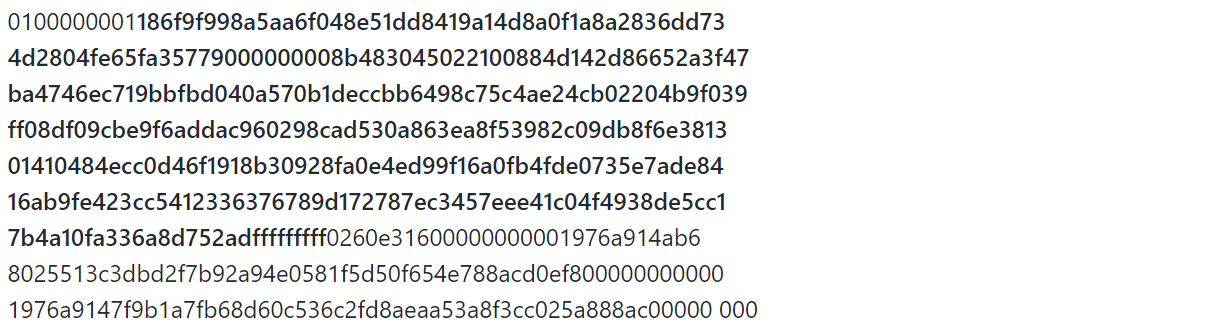 0100000001186f9f998a5aa6f048e51dd8419a14d8a0f1a8a2836dd73
4d2804fe65fa35779000000008b483045022100884d142d86652a3f47
ba4746ec719bbfbd040a570b1deccbb6498c75c4ae24cb02204b9f039
ff08df09cbe9f6addac960298cad530a863ea8f53982c09db8f6e3813
01410484ecc0d46f1918b30928fa0e4ed99f16a0fb4fde0735e7ade84
16ab9fe423cc5412336376789d172787ec3457eee41c04f4938de5cc1
7b4a10fa336a8d752adfffffffff0260e31600000000001976a914ab6
8025513c3dbd2f7b92a94e0581f5d50f654e788acd0ef800000000000
1976a9147f9b1a7fb68d60c536c2fd8aeaa53a8f3cc025a888ac00000 000